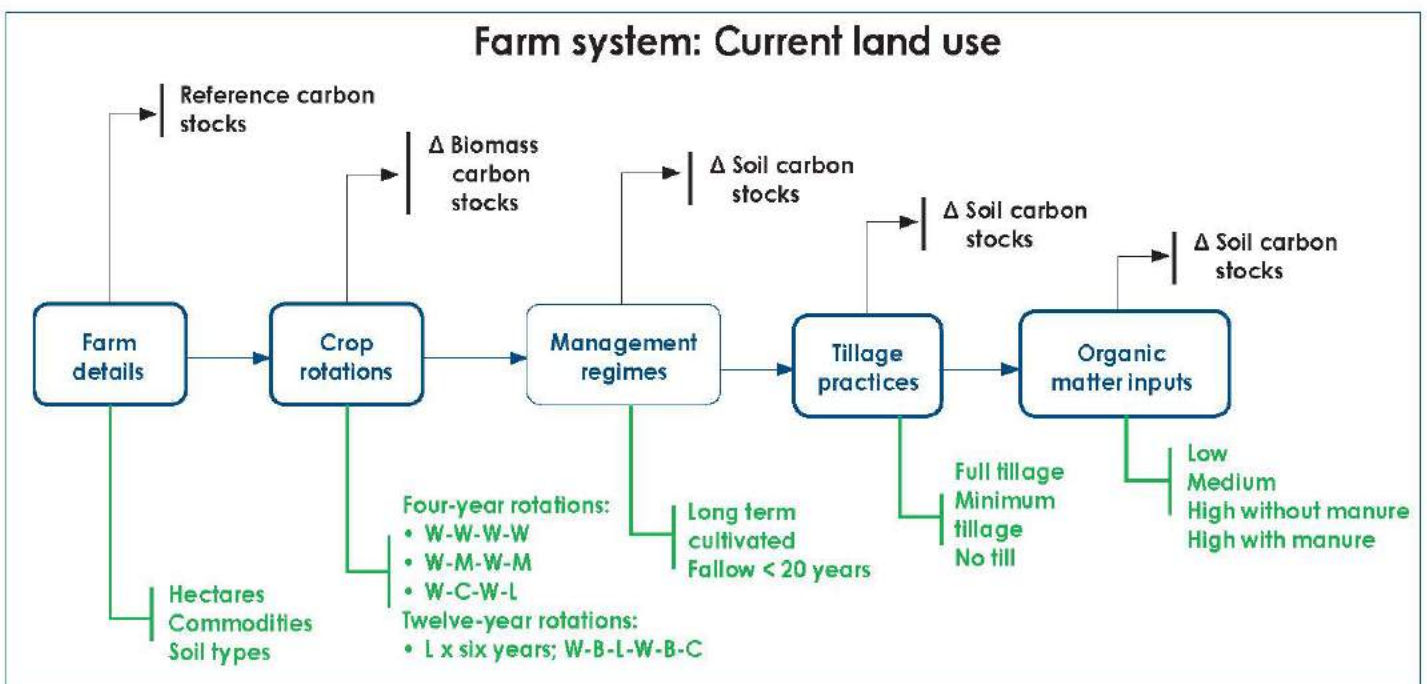 Farm system: Current land use
Reference carbon
stocks
Δ Biomass
carbon
stocks
Δ Soil carbon
stocks
Δ Soil carbon
stocks
Δ Soil carbon
stocks
Farm
details
Crop
rotations
Management
regimes
Tillage
practices
Organic
matter inputs
Hectares
Commodities
Soil types
Four-year rotations:
• W-W-W-W
• W-M-W-M
• W-C-W-L
Twelve-year rotations:
• L x six years; W-B-L-W-B-C
Long term
cultivated
Fallow < 20 years
Full tillage
Minimum
tillage
No till
Low
Medium
High without manure
High with manure